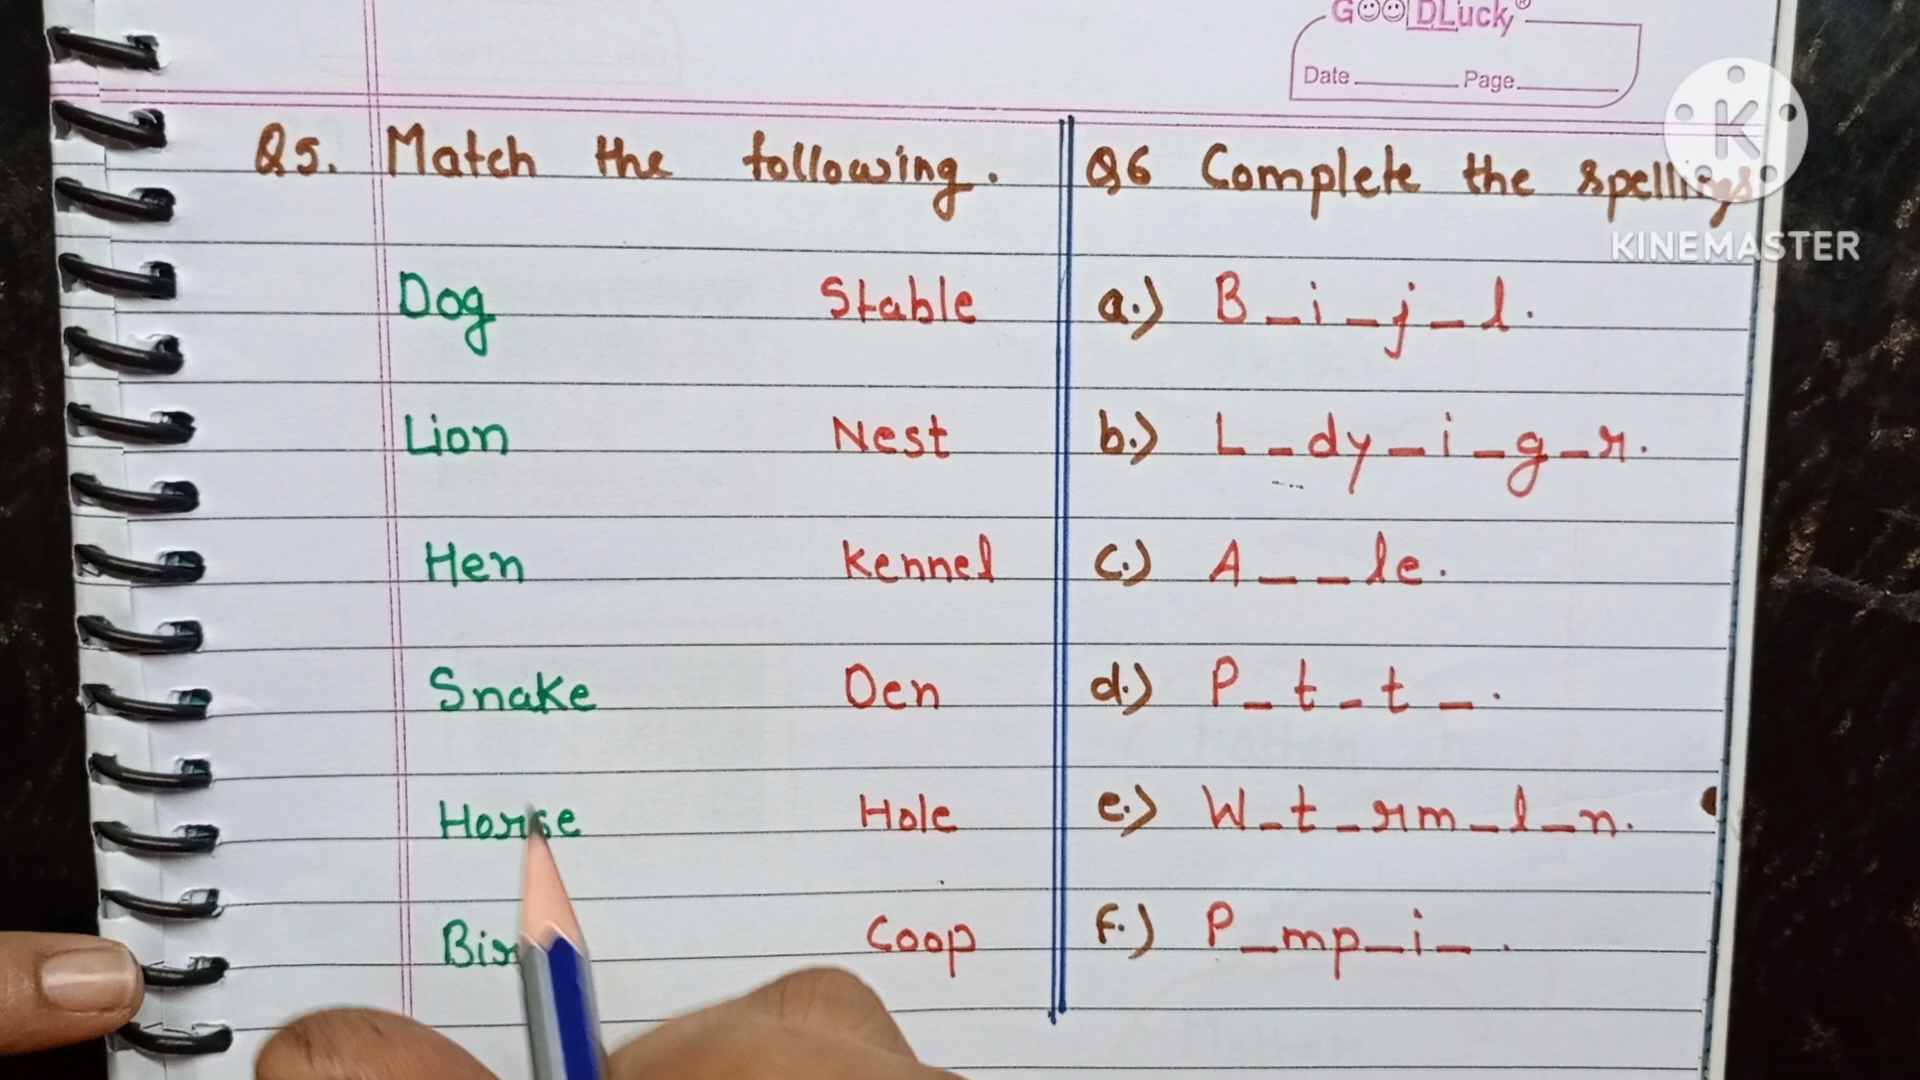 GOODLuck®
Date Page
KINEMASTER
Q5. Match the following.
Dog Stable
Lion Nest
Hen Kennel
Snake Den
Horse Hole
Bir Coop
Q6 Complete the spellings
a.) B_i_j_l.
b.) L_dy_i_g_r.
c.) A__le.
d.) P_t_t_.
e.) W_t_rm_l_n.
f.) P_mp_i_.